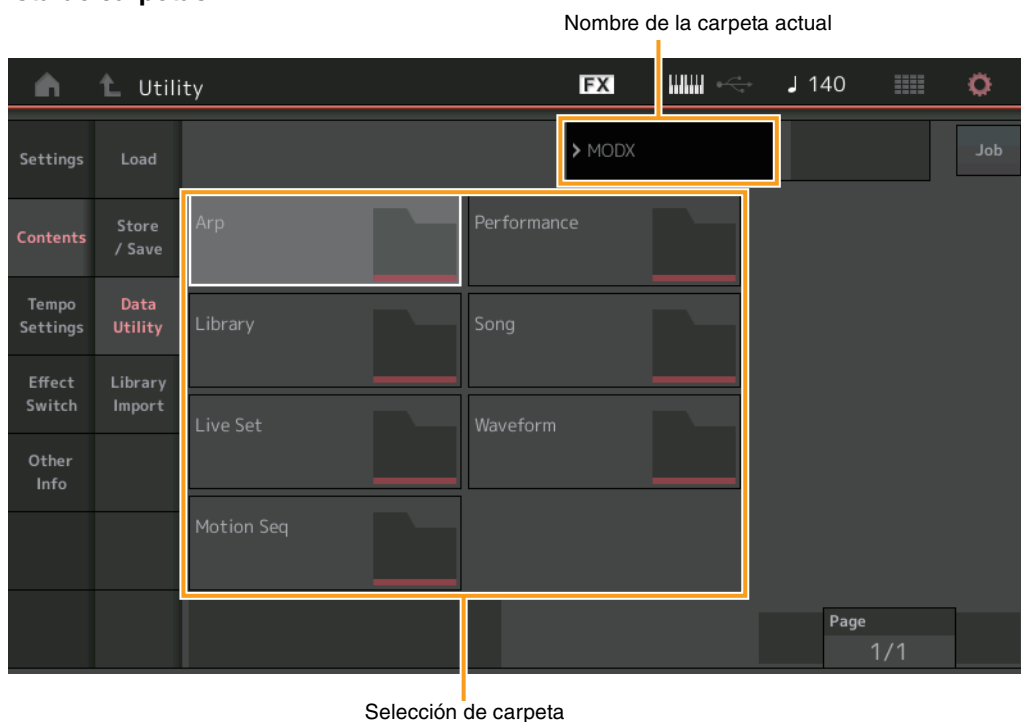 Nombre de la carpeta actual
Utility
FX
140
Settings
Load
> MODX
Job
Contents
Store
/ Save
Arp
Performance
Tempo
Settings
Data
Utility
Library
Song
Effect
Switch
Library
Import
Live Set
Waveform
Other
Info
Motion Seq
Page
1/1
Selección de carpeta